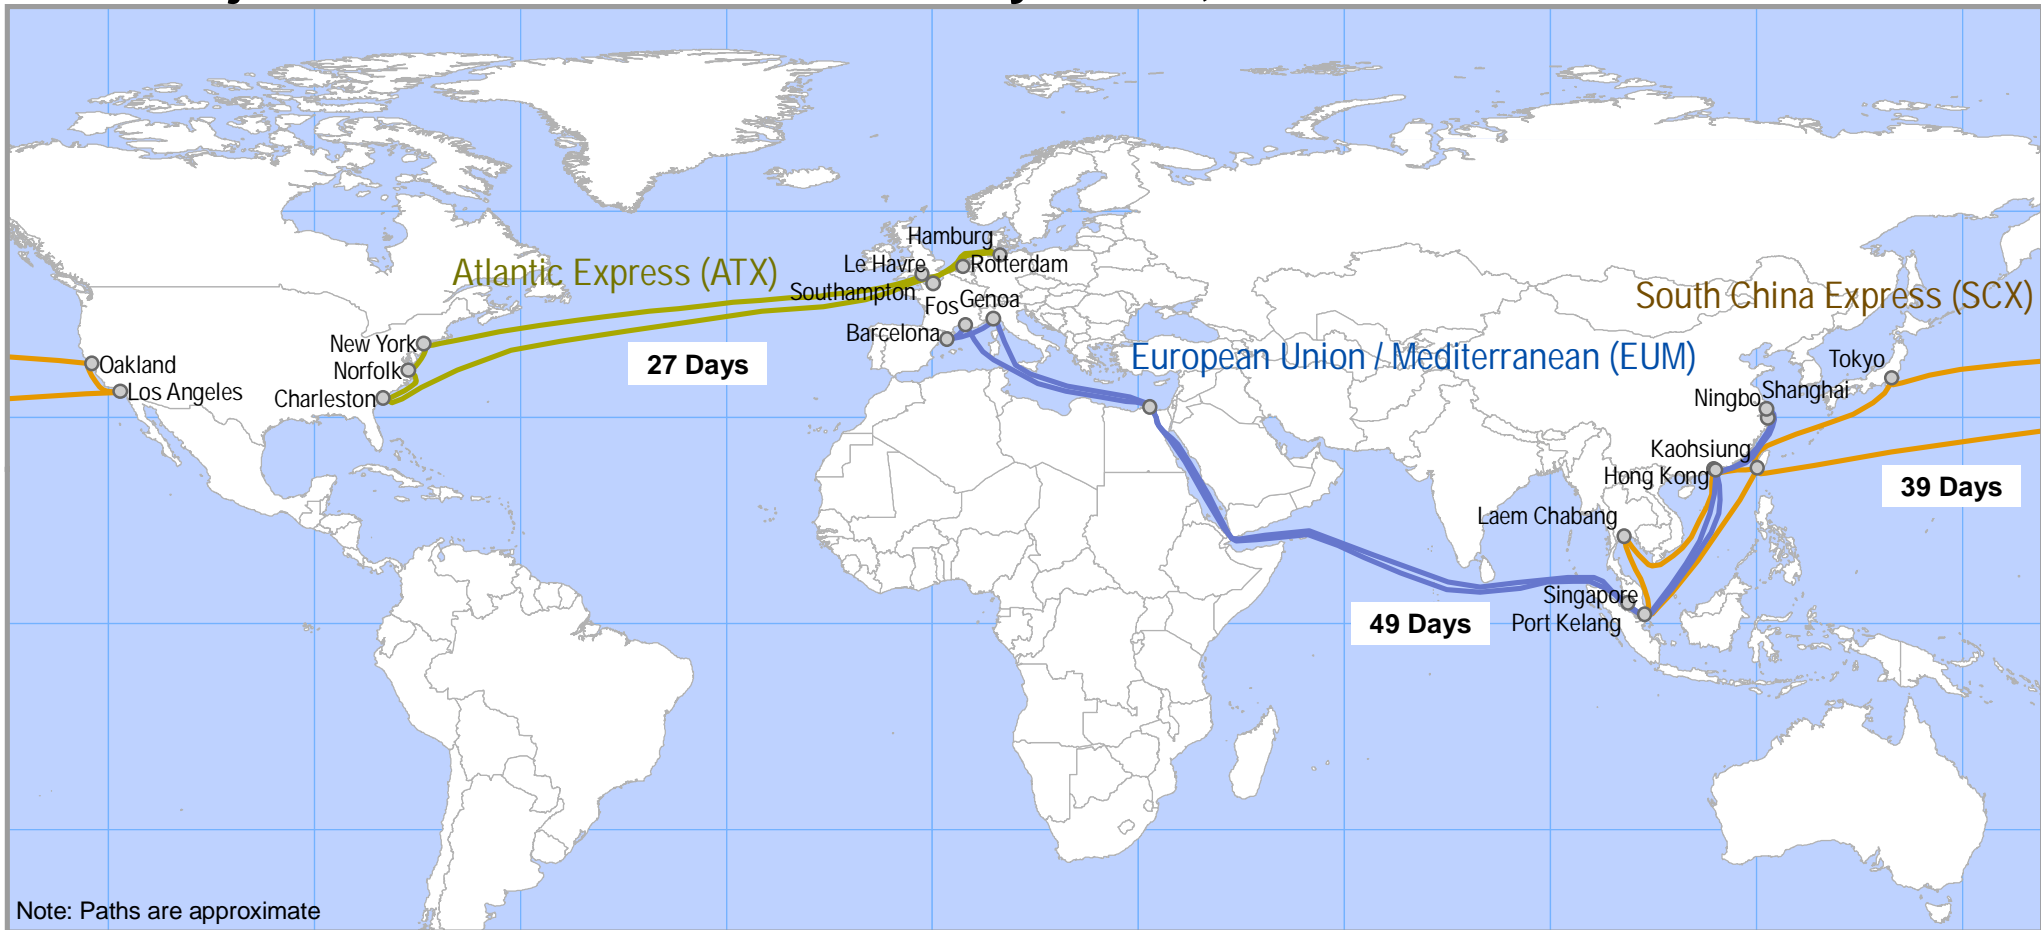 Hamburg
Le Havre
Rotterdam
Atlantic Express (ATX)
Southampton
Fos
Genoa
South China Express (SCX)
Barcelona
New York
27 Days
European Union / Mediterranean (EUM)
Tokyo
Oakland
Norfolk
Los Angeles
Charleston
Ningbo
Shanghai
Kaohsiung
Hong Kong
39 Days
Laem Chabang
Singapore
49 Days
Port Kelang
Note: Paths are approximate